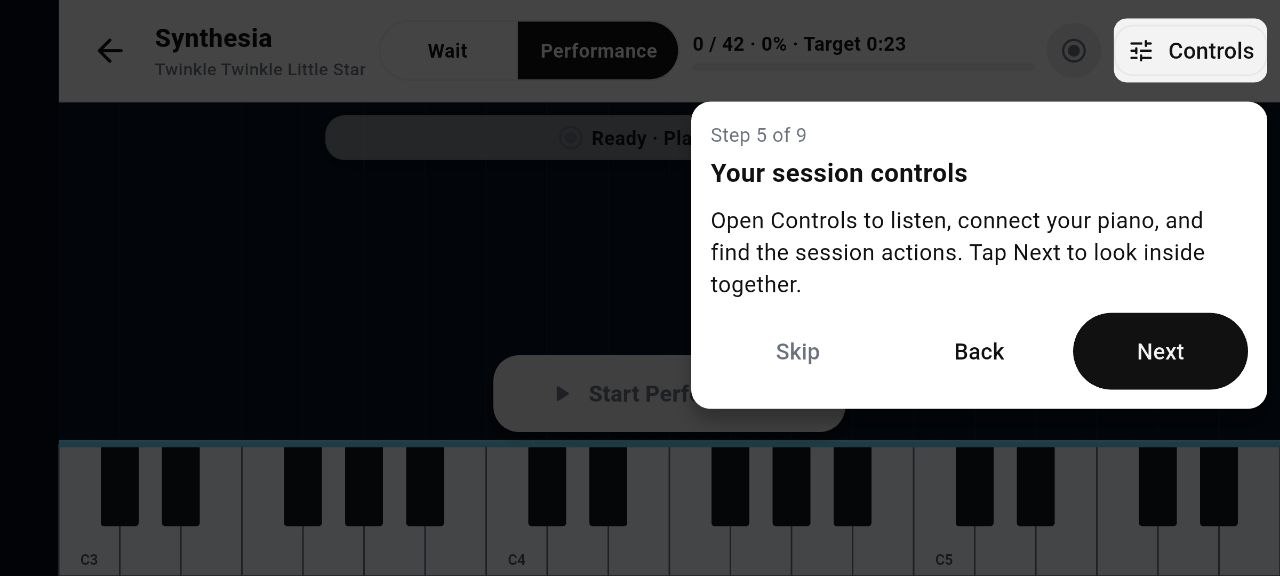 Synthesia
Twinkle Twinkle Little Star
Wait
Performance
0 / 42 · 0% · Target 0:23
Controls
Ready ·
Step 5 of 9
Your session controls
Open Controls to listen, connect your piano, and
find the session actions. Tap Next to look inside
together.
Skip
Back
Next
Start
C3
C4
C5